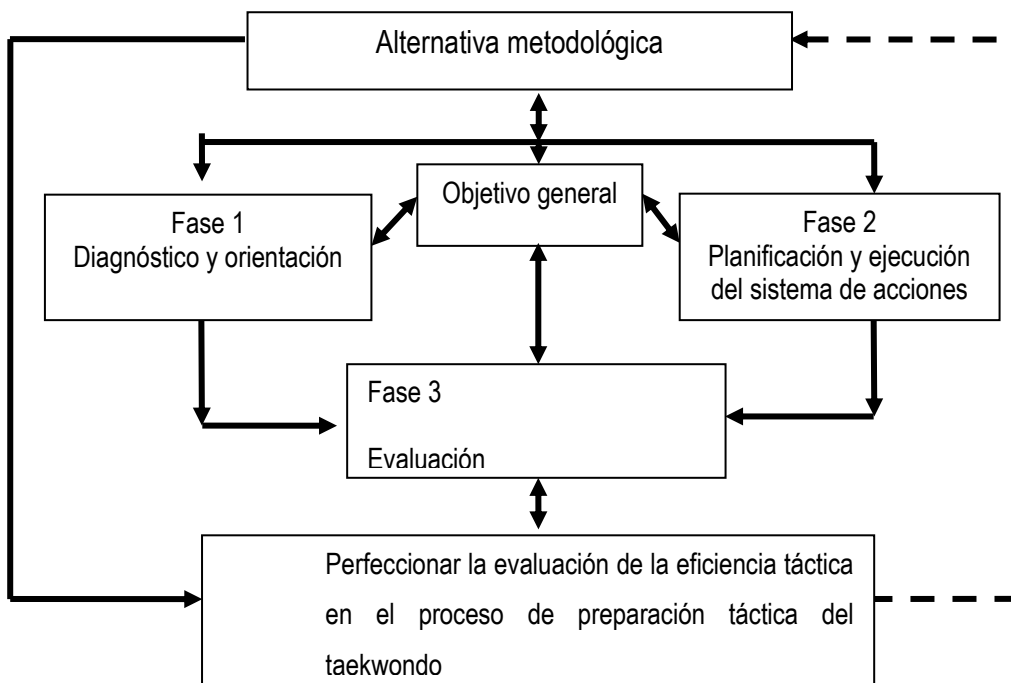 Alternativa metodológica
Objetivo general
Fase 1
Diagnóstico y orientación
Fase 2
Planificación y ejecución
del sistema de acciones
Fase 3
Evaluación
Perfeccionar la evaluación de la eficiencia táctica
en el proceso de preparación táctica del
taekwondo